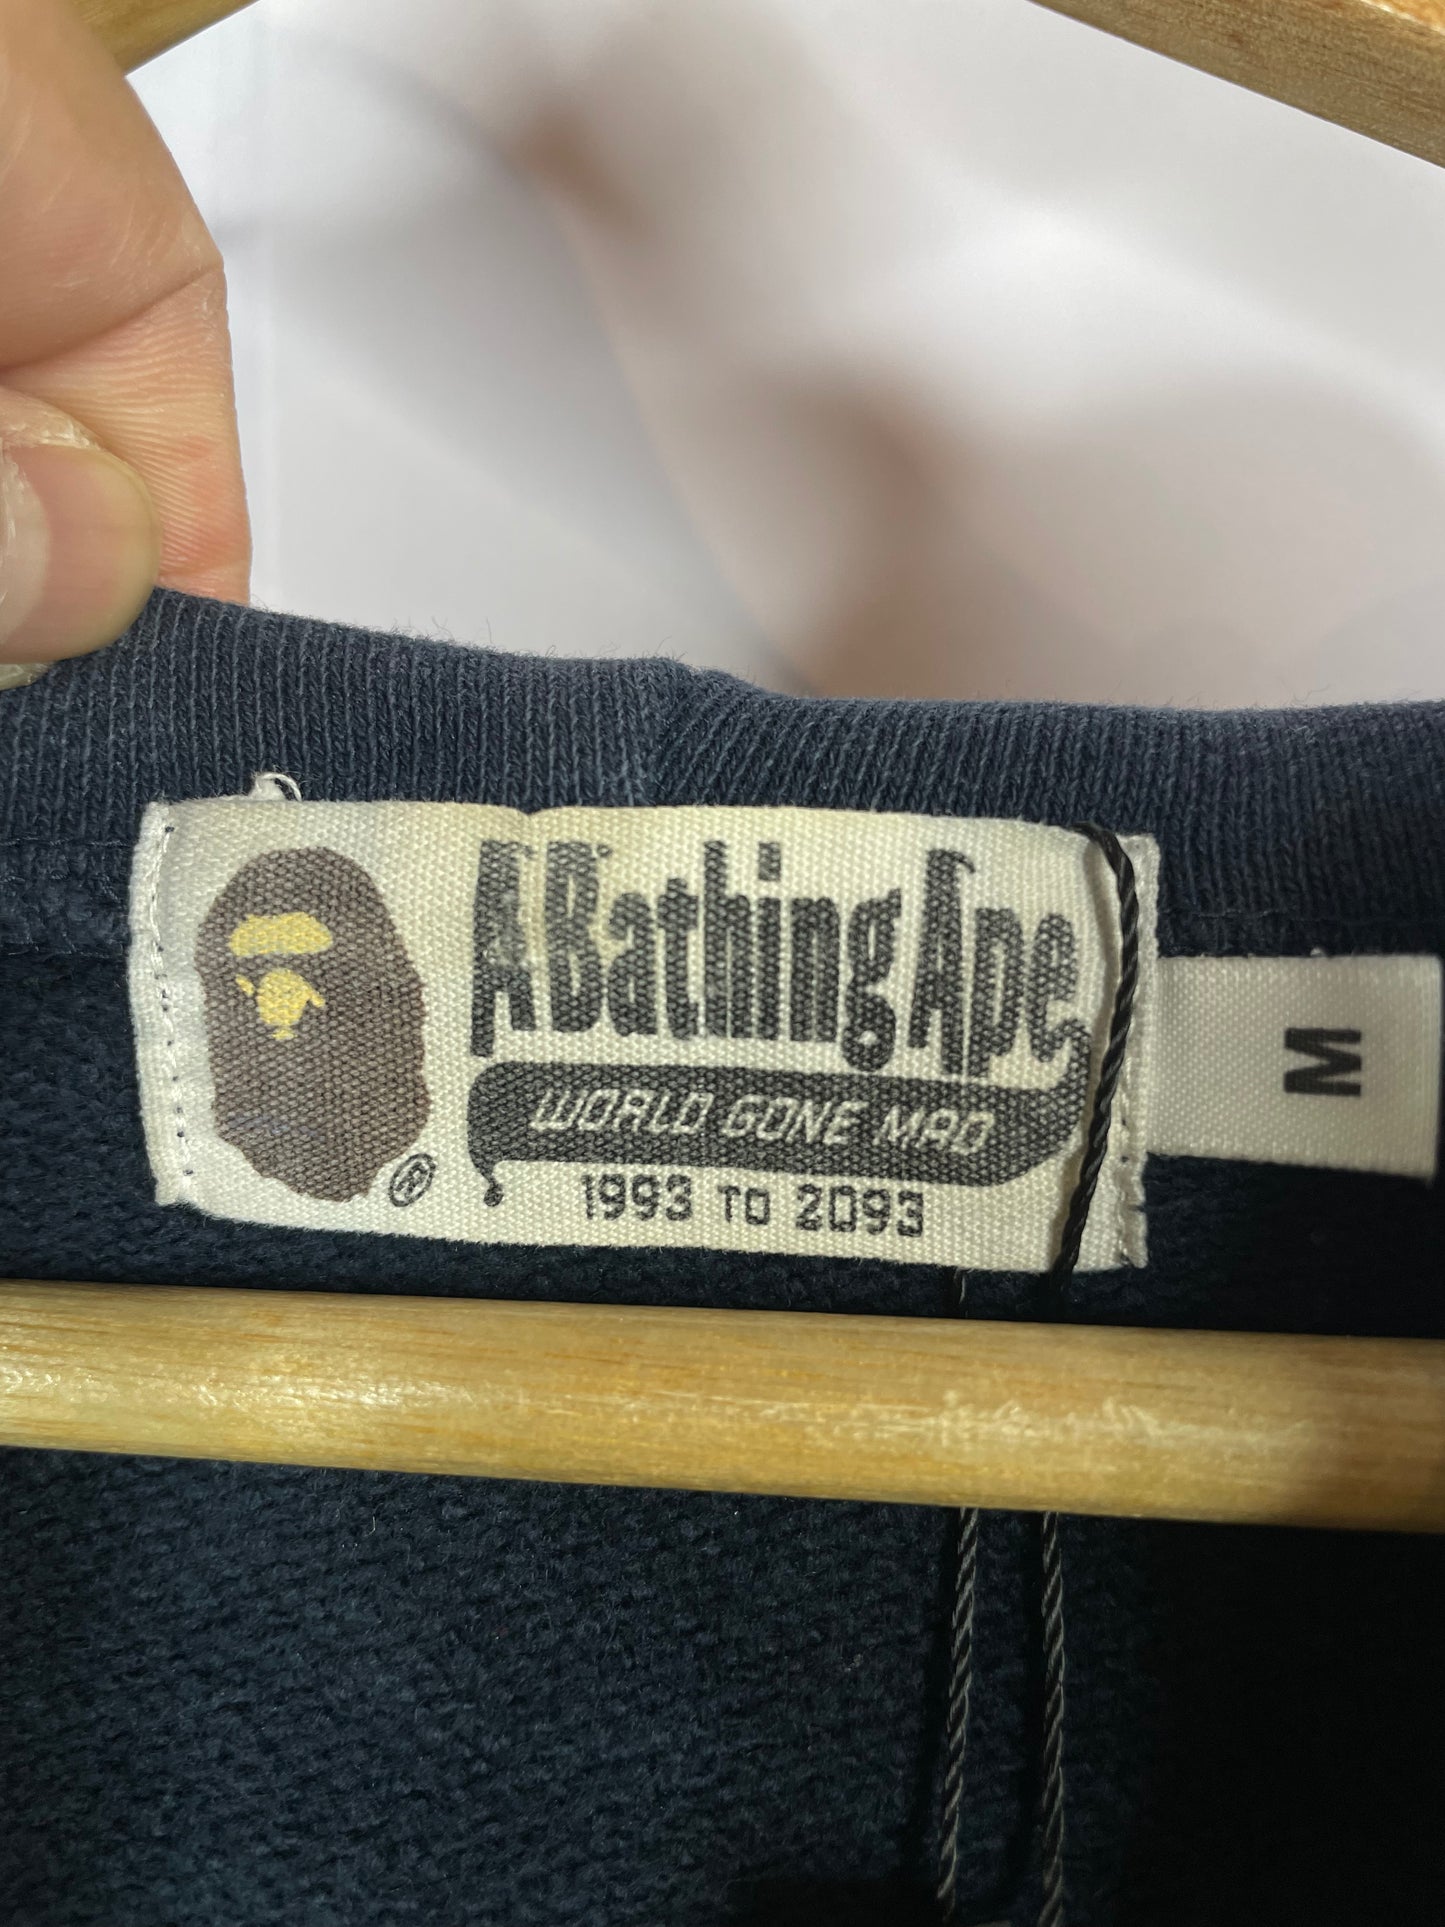 A Bathing Ape
WORLD GONE MAD
®
1993 TO 2093
M